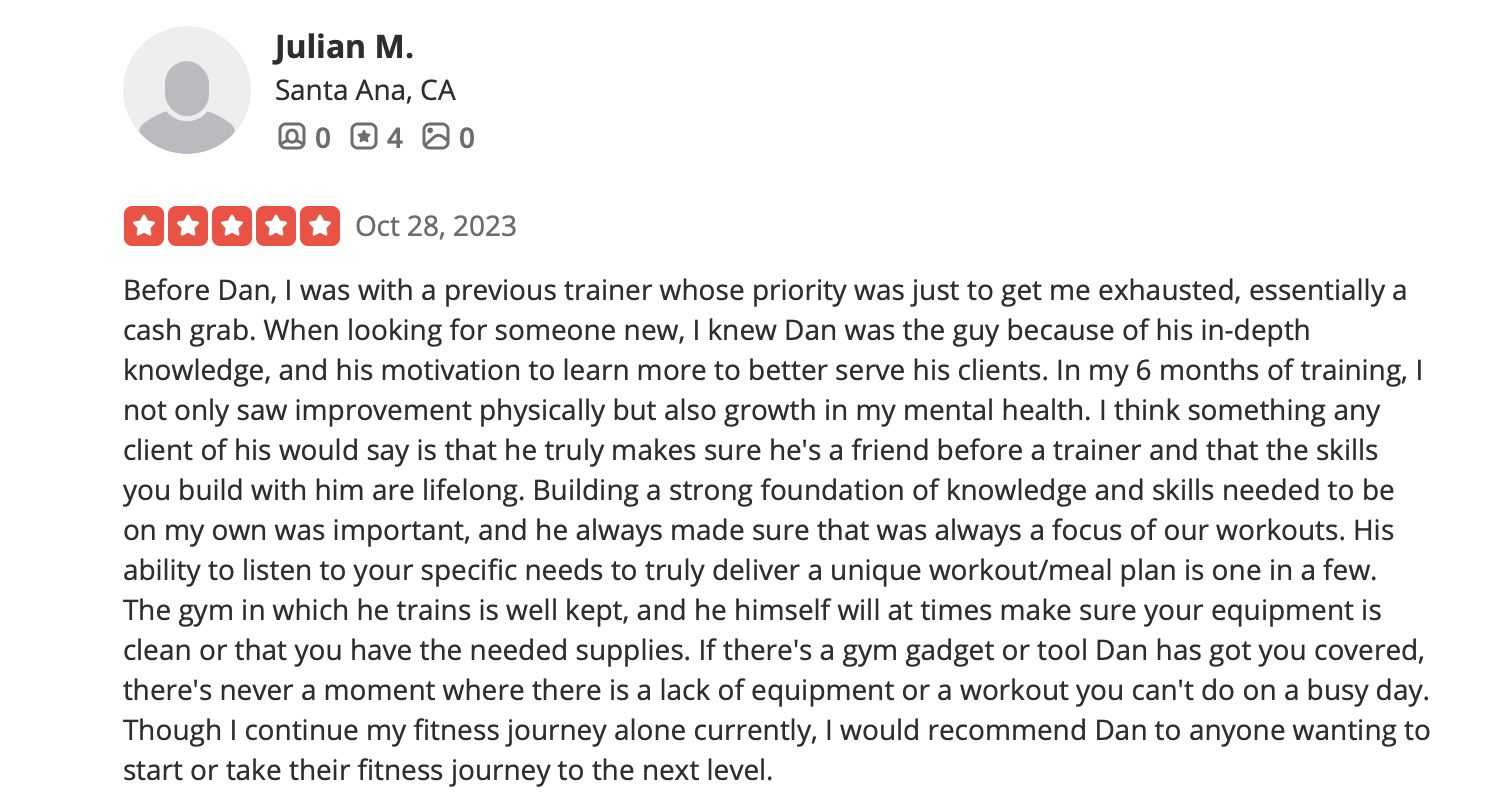 Julian M.
Santa Ana, CA
0 4 0
Oct 28, 2023
Before Dan, I was with a previous trainer whose priority was just to get me exhausted, essentially a
cash grab. When looking for someone new, I knew Dan was the guy because of his in-depth
knowledge, and his motivation to learn more to better serve his clients. In my 6 months of training, I
not only saw improvement physically but also growth in my mental health. I think something any
client of his would say is that he truly makes sure he's a friend before a trainer and that the skills
you build with him are lifelong. Building a strong foundation of knowledge and skills needed to be
on my own was important, and he always made sure that was always a focus of our workouts. His
ability to listen to your specific needs to truly deliver a unique workout/meal plan is one in a few.
The gym in which he trains is well kept, and he himself will at times make sure your equipment is
clean or that you have the needed supplies. If there's a gym gadget or tool Dan has got you covered,
there's never a moment where there is a lack of equipment or a workout you can't do on a busy day.
Though I continue my fitness journey alone currently, I would recommend Dan to anyone wanting to
start or take their fitness journey to the next level.